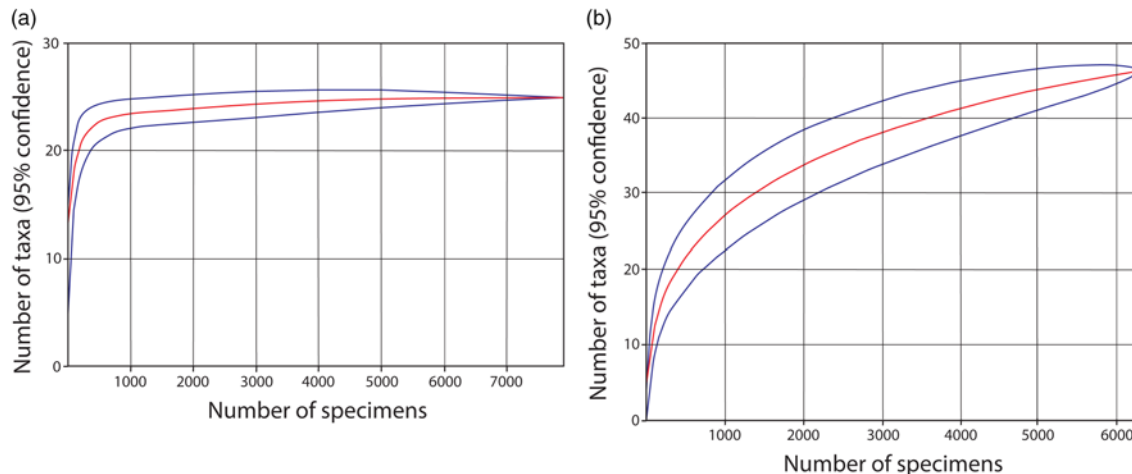 (a)
30
20
10
0
1000 2000 3000 4000 5000 6000 7000
Number of specimens
Number of taxa (95% confidence)
(b)
50
40
30
20
10
0
1000 2000 3000 4000 5000 6000
Number of specimens
Number of taxa (95% confidence)